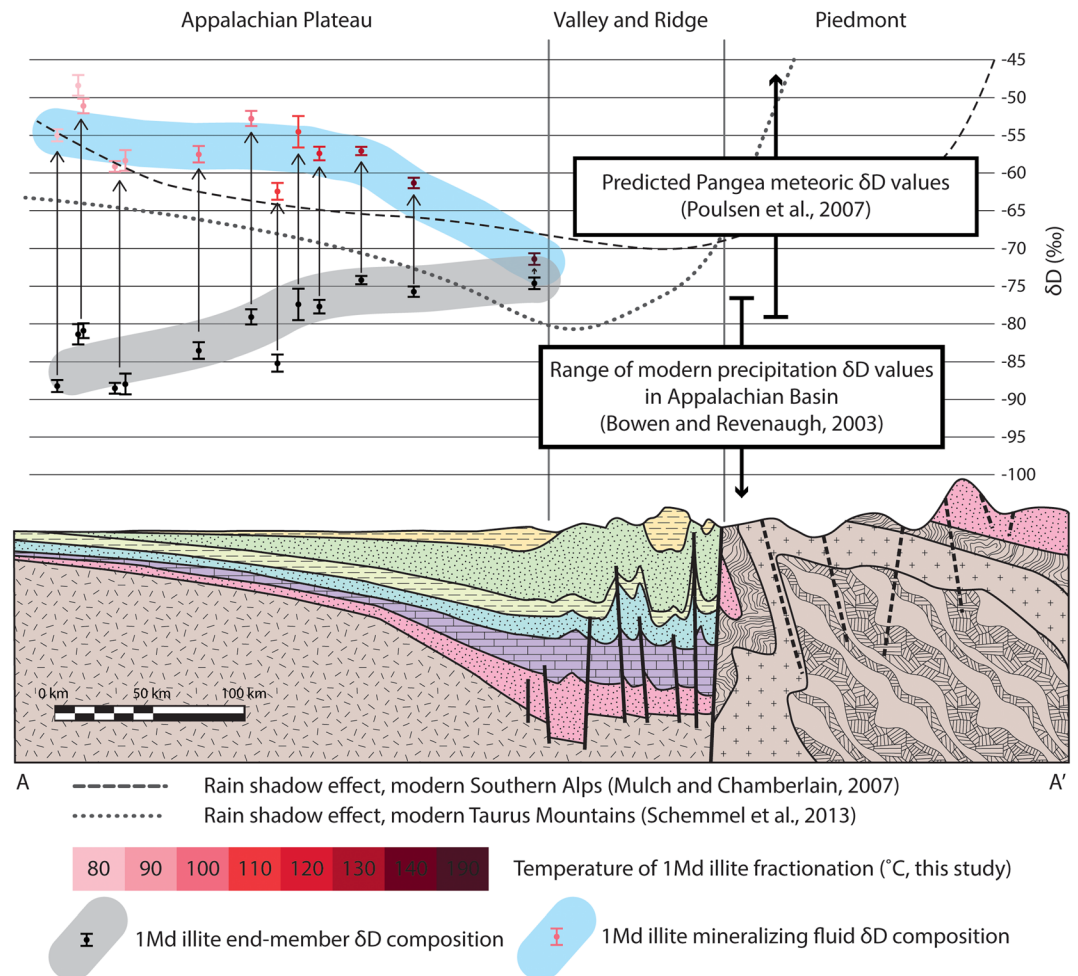 Appalachian Plateau
Valley and Ridge
Piedmont
-45
-50
-55
-60
-65
-70
-75
-80
-85
-90
-95
-100
δD (‰)
Predicted Pangea meteoric δD values
(Poulsen et al., 2007)
Range of modern precipitation δD values
in Appalachian Basin
(Bowen and Revenaugh, 2003)
0 km
50 km
100 km
A
A′
Rain shadow effect, modern Southern Alps (Mulch and Chamberlain, 2007)
Rain shadow effect, modern Taurus Mountains (Schemmel et al., 2013)
80 90 100 110 120 130 140
Temperature of 1Md illite fractionation (˚C, this study)
1Md illite end-member δD composition
1Md illite mineralizing fluid δD composition